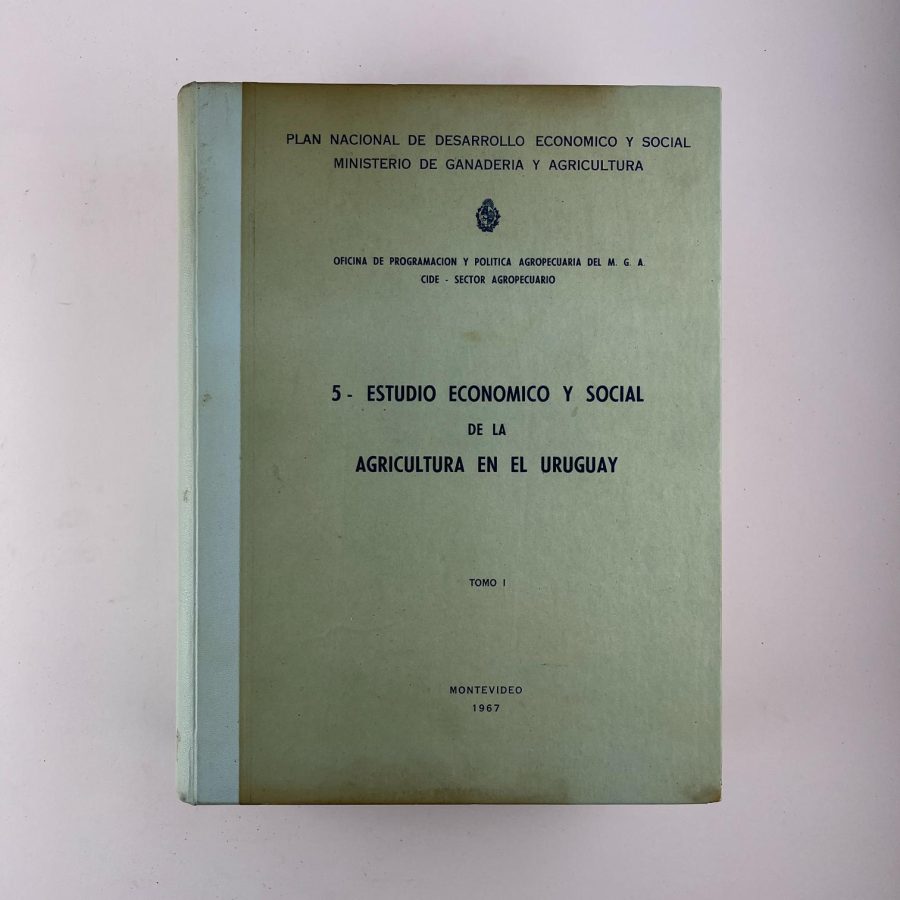 PLAN NACIONAL DE DESARROLLO ECONOMICO Y SOCIAL
MINISTERIO DE GANADERIA Y AGRICULTURA
OFICINA DE PROGRAMACION Y POLITICA AGROPECUARIA DEL M. G. A.
CIDE - SECTOR AGROPECUARIO
5 - ESTUDIO ECONOMICO Y SOCIAL
DE LA
AGRICULTURA EN EL URUGUAY
TOMO I
MONTEVIDEO
1967